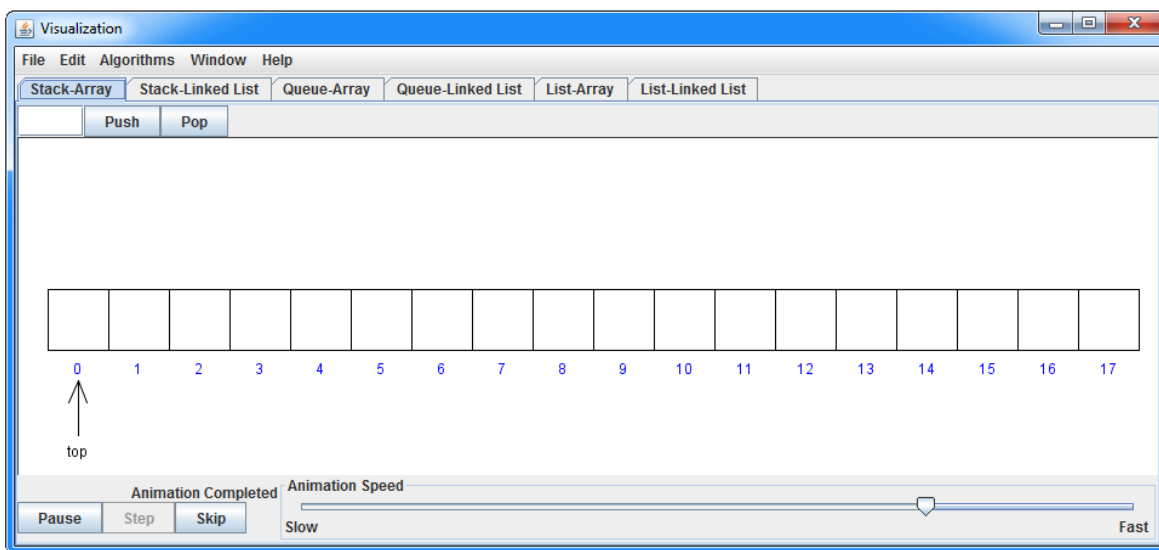 Visualization
File Edit Algorithms Window Help
Stack-Array Stack-Linked List Queue-Array Queue-Linked List List-Array List-Linked List
Push Pop
0 1 2 3 4 5 6 7 8 9 10 11 12 13 14 15 16 17
top
Animation Completed Animation Speed
Pause Step Skip Slow Fast